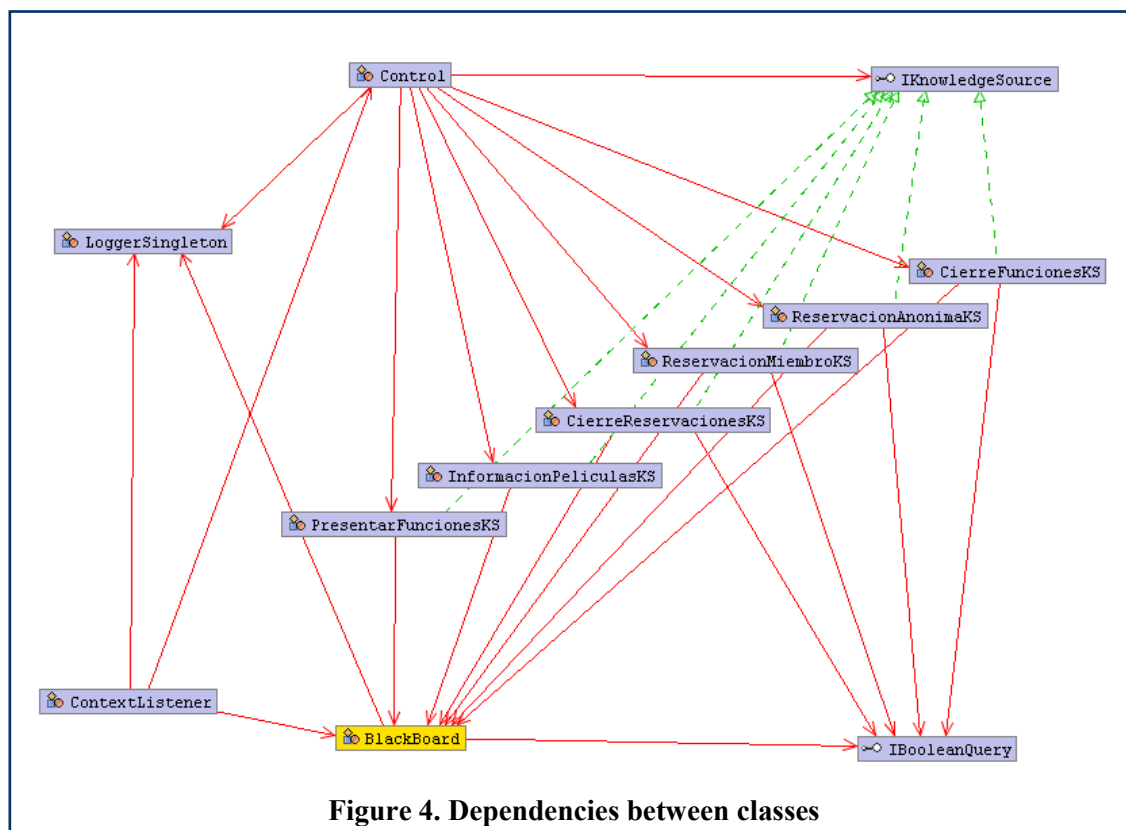 Control
IKnowledgeSource
LoggerSingleton
CierreFuncionesKS
ReservacionAnonimaKS
ReservacionMiembroKS
CierreReservacionesKS
InformacionPeliculasKS
PresentarFuncionesKS
ContextListener
BlackBoard
IBooleanQuery
Figure 4. Dependencies between classes